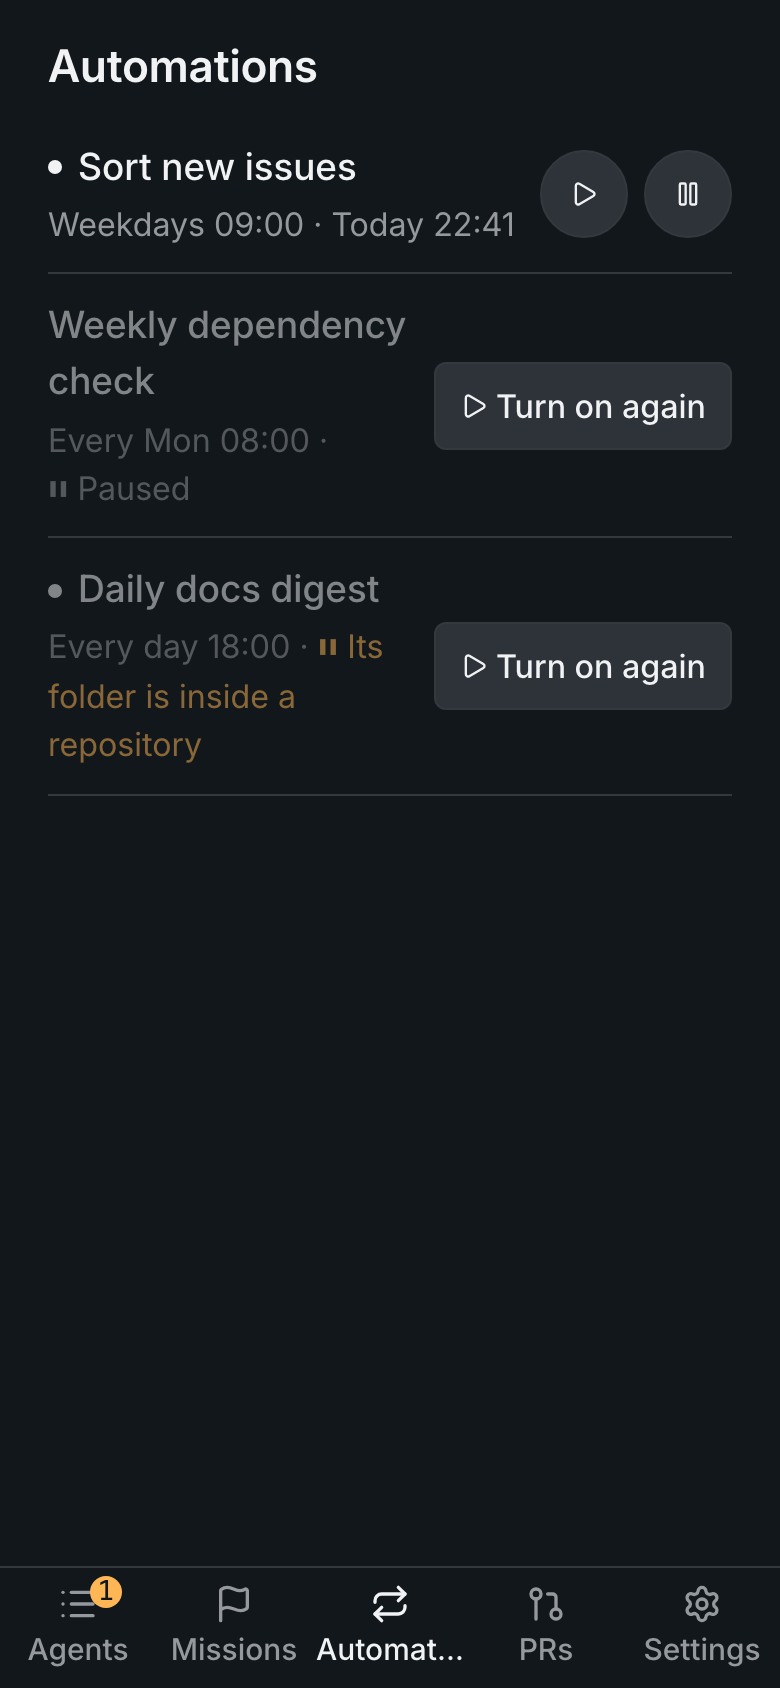 Automations
Sort new issues
Weekdays 09:00 · Today 22:41
Weekly dependency
check
Every Mon 08:00 ·
Paused
Turn on again
Daily docs digest
Every day 18:00 · Its
folder is inside a
repository
Turn on again
1
Agents
Missions
Automat...
PRs
Settings